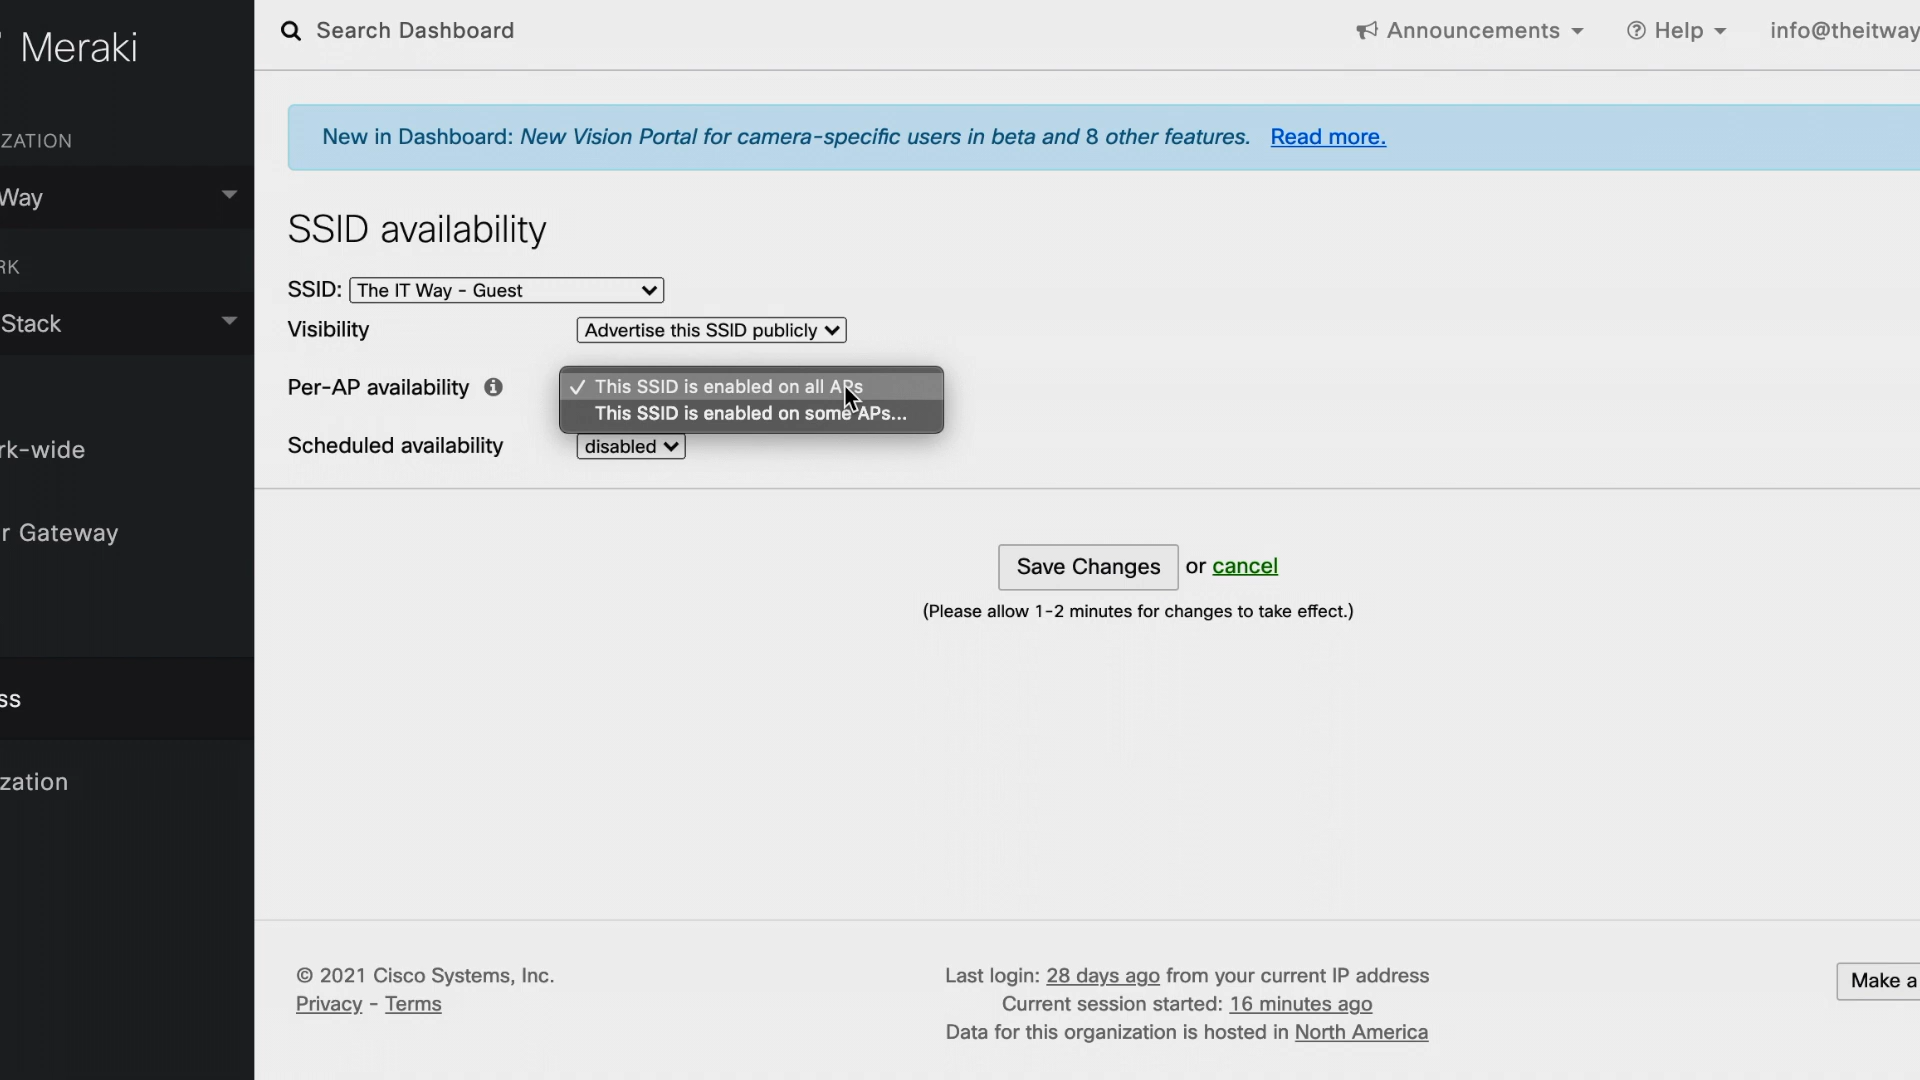 Meraki
Search Dashboard
Announcements
Help
info@theitway
New in Dashboard: New Vision Portal for camera-specific users in beta and 8 other features. Read more.
ZATION
Way
RK
Stack
rk-wide
r Gateway
ss
zation
SSID availability
SSID: The IT Way - Guest
Visibility Advertise this SSID publicly
Per-AP availability
✓ This SSID is enabled on all APs
This SSID is enabled on some APs...
Scheduled availability disabled
Save Changes or cancel
(Please allow 1-2 minutes for changes to take effect.)
© 2021 Cisco Systems, Inc.
Privacy - Terms
Last login: 28 days ago from your current IP address
Current session started: 16 minutes ago
Data for this organization is hosted in North America
Make a